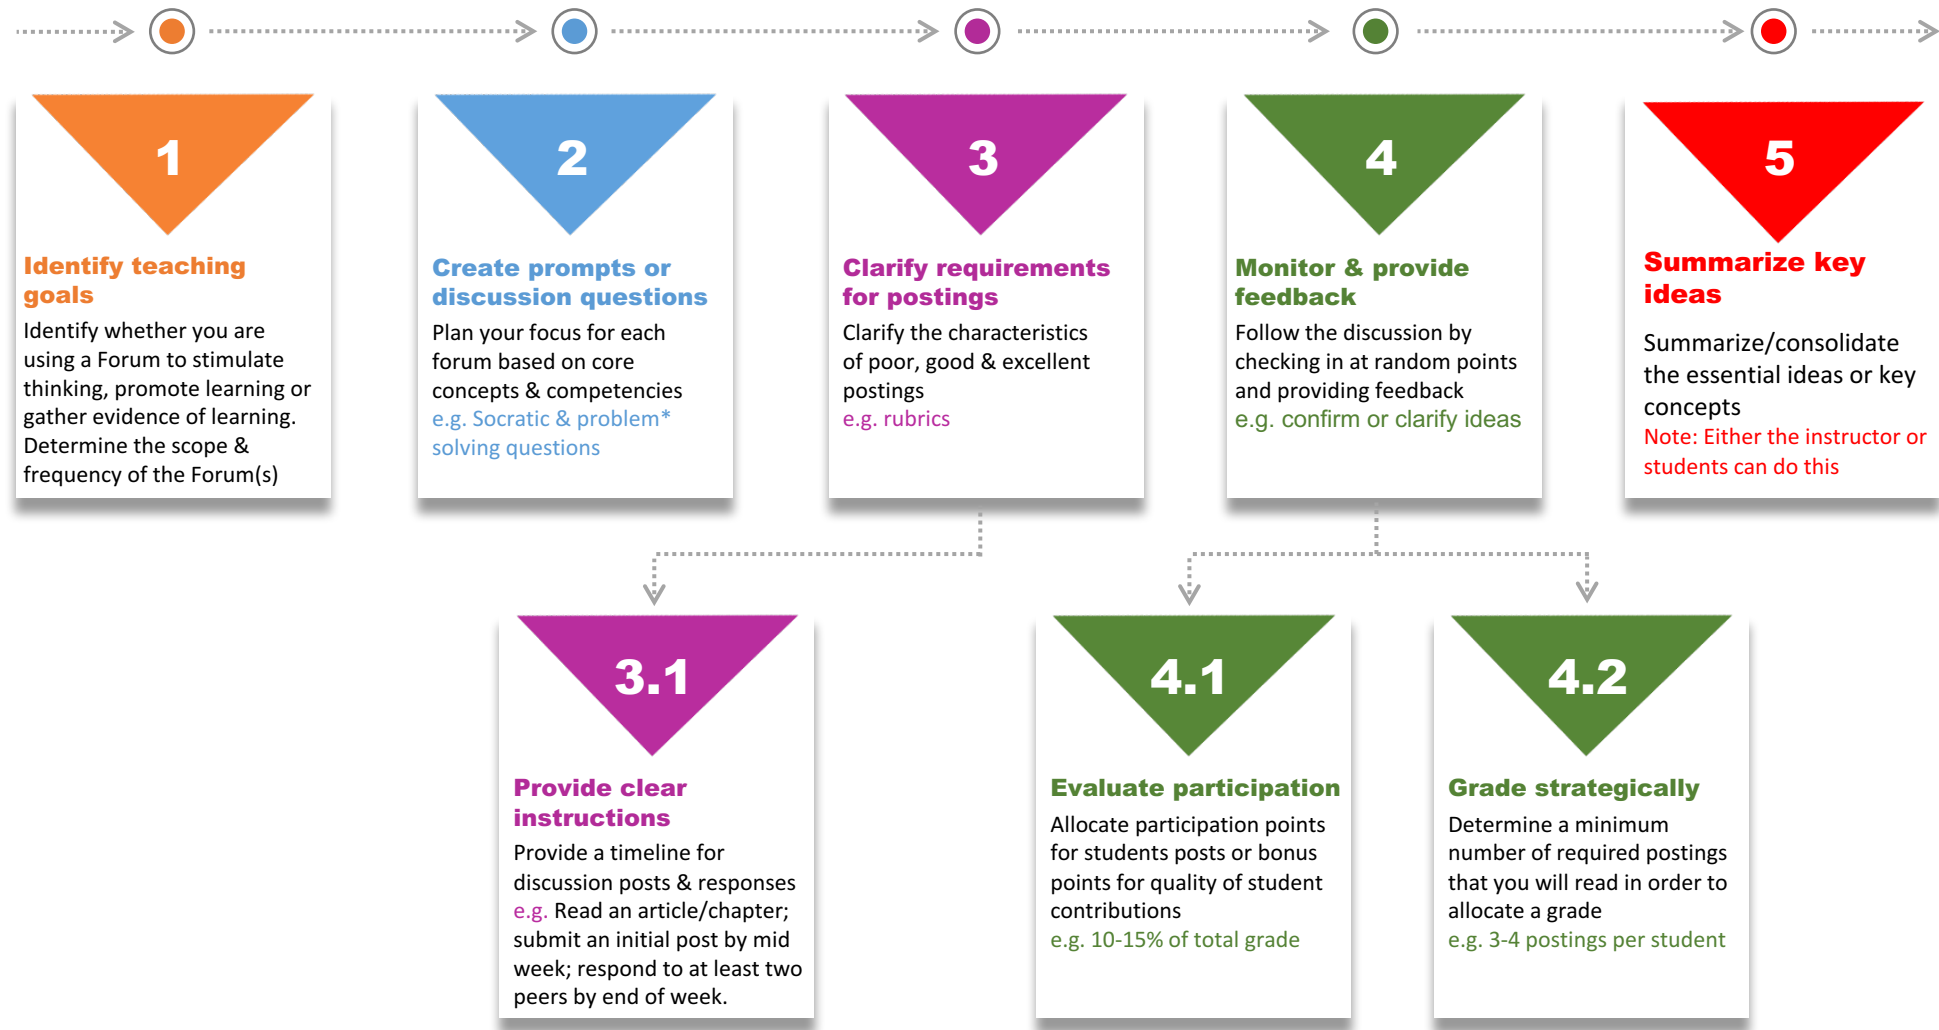 1
Identify teaching
goals
Identify whether you are
using a Forum to stimulate
thinking, promote learning or
gather evidence of learning.
Determine the scope &
frequency of the Forum(s)
2
Create prompts or
discussion questions
Plan your focus for each
forum based on core
concepts & competencies
e.g. Socratic & problem*
solving questions
3
Clarify requirements
for postings
Clarify the characteristics
of poor, good & excellent
postings
e.g. rubrics
4
Monitor & provide
feedback
Follow the discussion by
checking in at random points
and providing feedback
e.g. confirm or clarify ideas
5
Summarize key
ideas
Summarize/consolidate
the essential ideas or key
concepts
Note: Either the instructor or
students can do this
3.1
Provide clear
instructions
Provide a timeline for
discussion posts & responses
e.g. Read an article/chapter;
submit an initial post by mid
week; respond to at least two
peers by end of week.
4.1
Evaluate participation
Allocate participation points
for students posts or bonus
points for quality of student
contributions
e.g. 10-15% of total grade
4.2
Grade strategically
Determine a minimum
number of required postings
that you will read in order to
allocate a grade
e.g. 3-4 postings per student